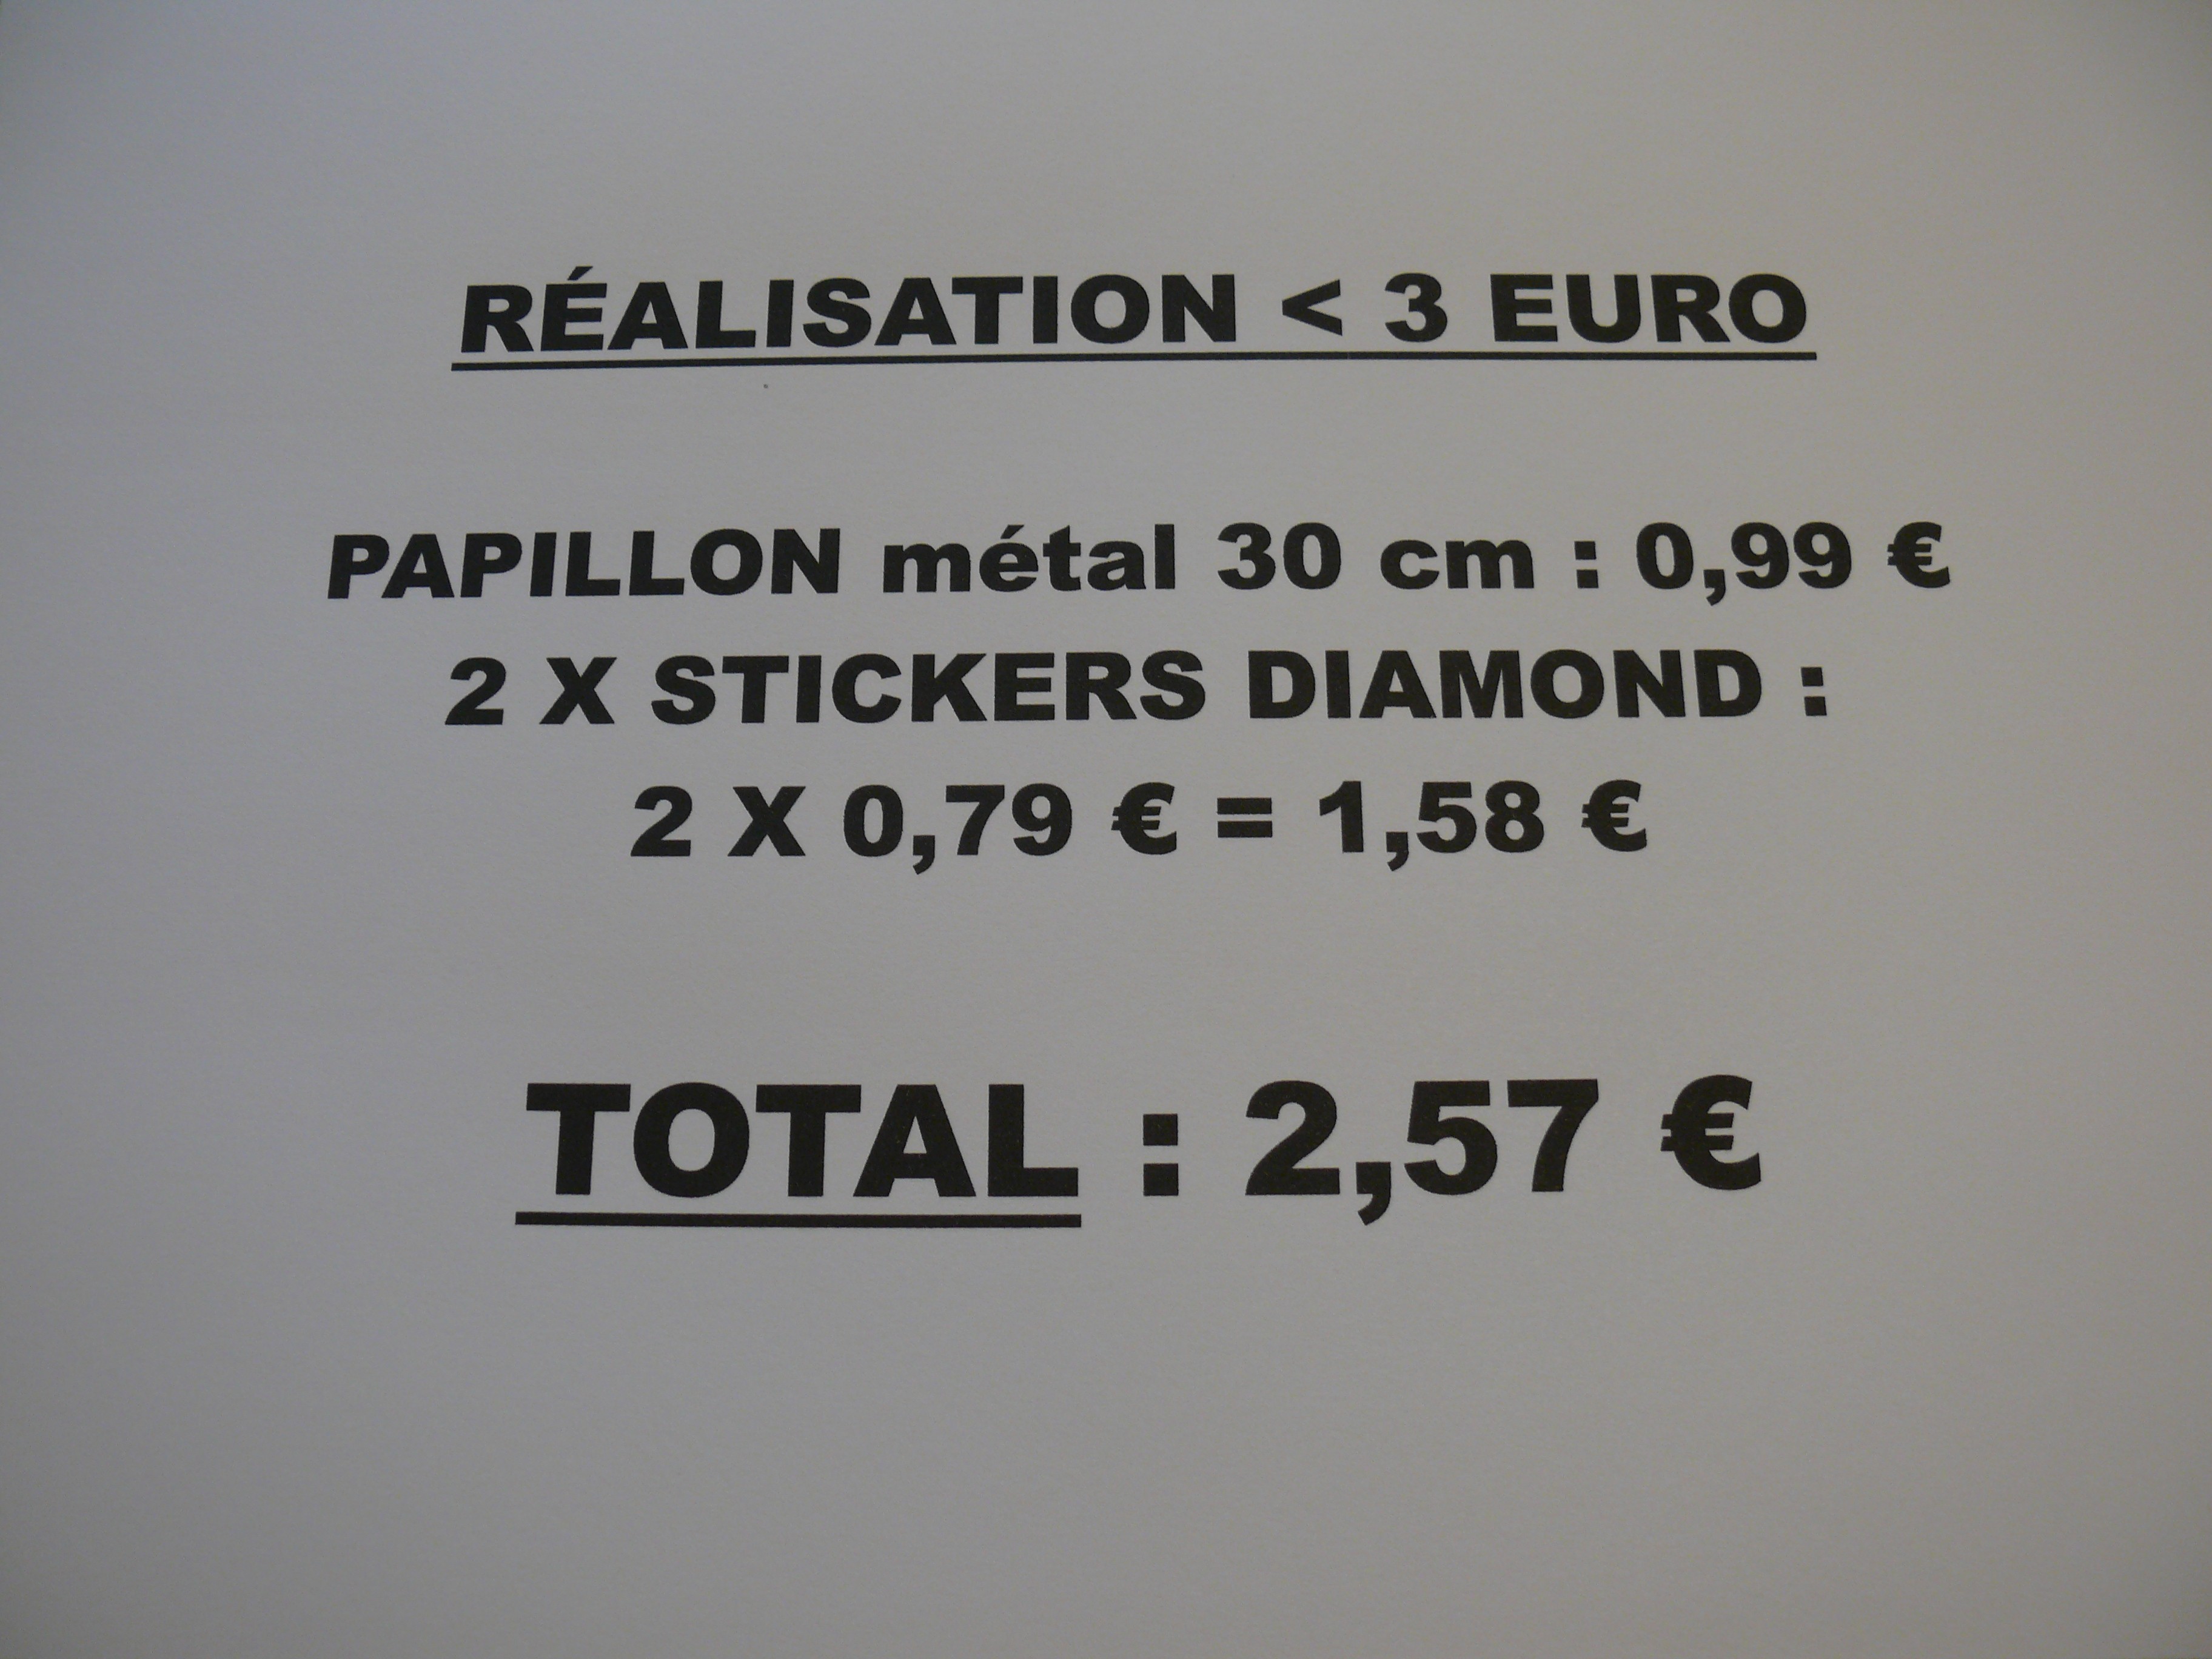 RÉALISATION < 3 EURO
PAPILLON métal 30 cm : 0,99 €
2 X STICKERS DIAMOND :
2 X 0,79 € = 1,58 €
TOTAL : 2,57 €